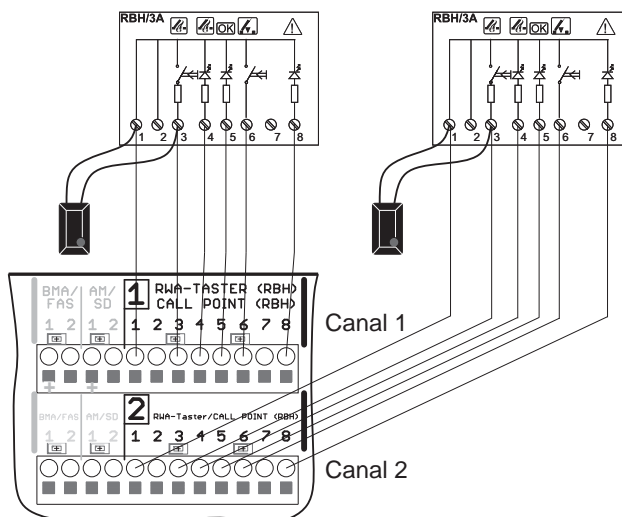 RBH/3A OK
1 2 3 4 5 6 7 8
RBH/3A OK
1 2 3 4 5 6 7 8
BMA/ FAS
AM/ SD
1 RWA-TASTER (RBH)
CALL POINT (RBH)
1 2 1 2 1 2 3 4 5 6 7 8
Canal 1
+ +
BMA/FAS AM/SD 2 RWA-Taster/CALL POINT (RBH)
1 2 1 2 1 2 3 4 5 6 7 8
Canal 2